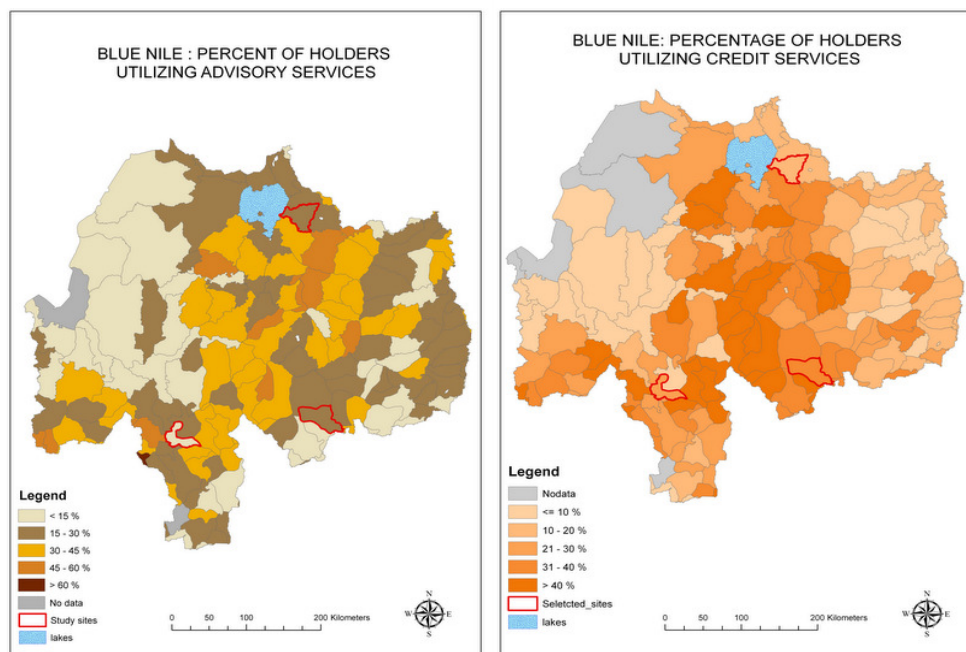 BLUE NILE : PERCENT OF HOLDERS
UTILIZING ADVISORY SERVICES
Legend
< 15 %
15 - 30 %
30 - 45 %
45 - 60 %
> 60 %
No data
Study sites
lakes
0 50 100 200 Kilometers
N
W E
S
BLUE NILE: PERCENTAGE OF HOLDERS
UTILIZING CREDIT SERVICES
Legend
Nodata
<= 10 %
10 - 20 %
21 - 30 %
31 - 40 %
> 40 %
Seletcted_sites
lakes
0 50 100 200 Kilometers
N
W E
S